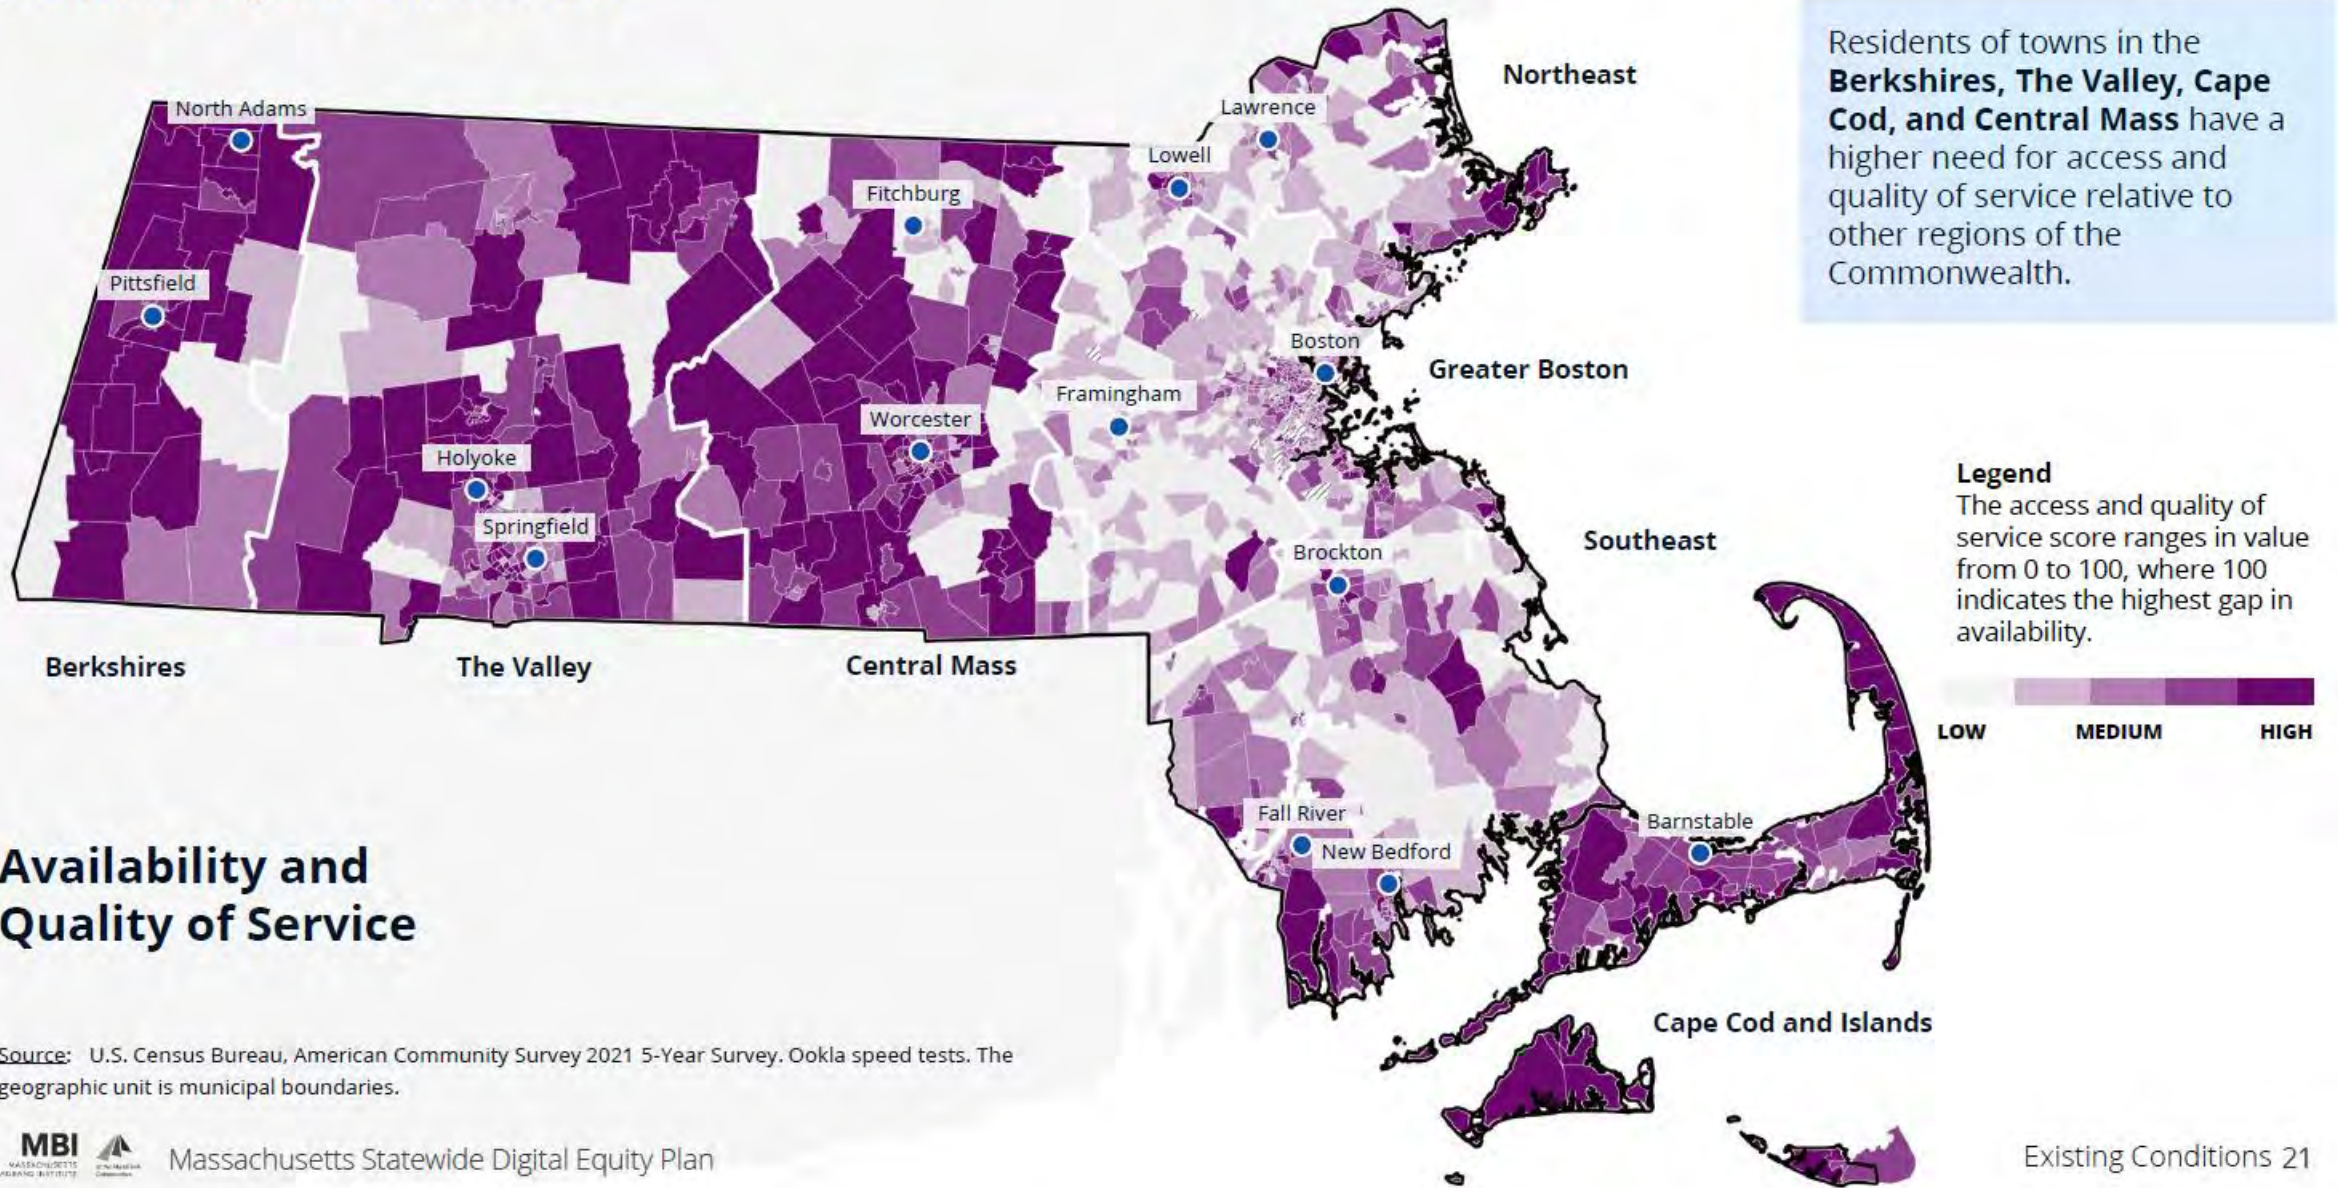 Northeast
North Adams
Lawrence
Lowell
Fitchburg
Pittsfield
Boston
Greater Boston
Framingham
Worcester
Holyoke
Springfield
Southeast
Brockton
Berkshires
The Valley
Central Mass
Fall River
New Bedford
Barnstable
Cape Cod and Islands
Residents of towns in the
Berkshires, The Valley, Cape
Cod, and Central Mass have a
higher need for access and
quality of service relative to
other regions of the
Commonwealth.
Legend
The access and quality of
service score ranges in value
from 0 to 100, where 100
indicates the highest gap in
availability.
LOW MEDIUM HIGH
Availability and
Quality of Service
Source: U.S. Census Bureau, American Community Survey 2021 5-Year Survey. Ookla speed tests. The
geographic unit is municipal boundaries.
MBI
MASSACHUSETTS
Massachusetts Statewide Digital Equity Plan
Existing Conditions 21